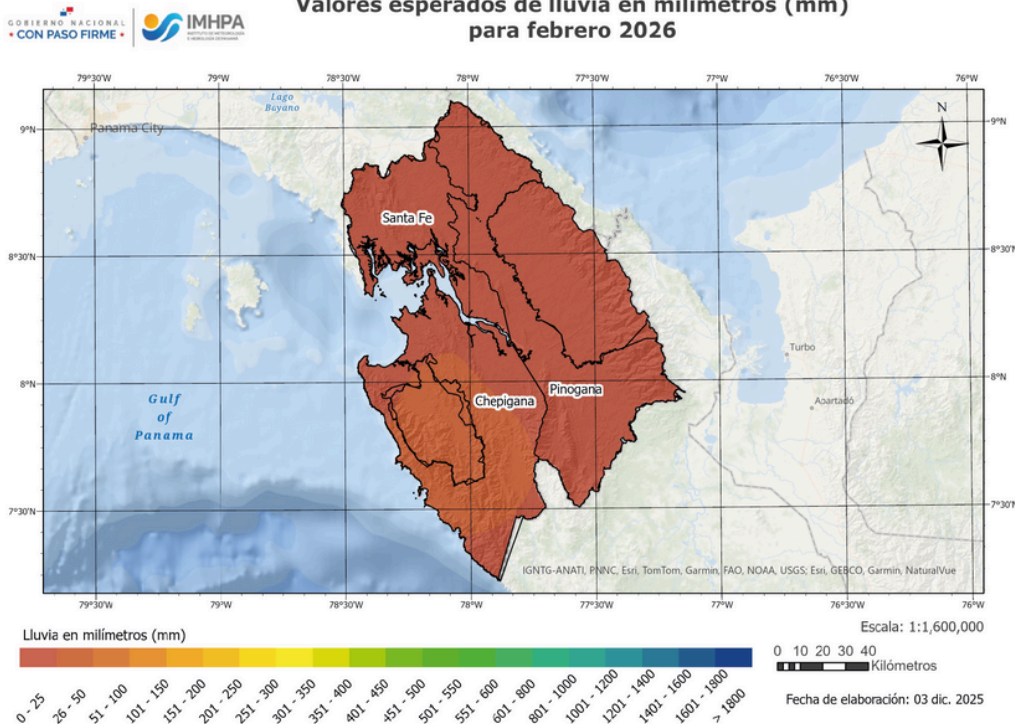 Valores esperados de lluvia en milímetros (mm)
para febrero 2026
GOBIERNO NACIONAL
• CON PASO FIRME •
IMHPA
79°30'W 79°W 78°30'W 78°W 77°30'W 77°W 76°30'W 76°W
Lago
Bayano
Panama City
N
9°N 9°N
Santa Fe
8°30'N 8°30'N
Turbo
8°N 8°N
Pinogana
Chepigana
Apartadó
Gulf
of
Panama
7°30'N 7°30'N
IGNTG-ANATI, PNNC, Esri, TomTom, Garmin, FAO, NOAA, USGS; Esri, GEBCO, Garmin, NaturalVue
79°30'W 79°W 78°30'W 78°W 77°30'W 77°W 76°30'W 76°W
Escala: 1:1,600,000
Lluvia en milímetros (mm)
0 10 20 30 40
Kilómetros
0 - 25
26 - 50
51 - 100
101 - 150
151 - 200
201 - 250
251 - 300
301 - 350
351 - 400
401 - 450
451 - 500
501 - 550
551 - 600
601 - 800
801 - 1000
1001 - 1200
1201 - 1400
1401 - 1600
1601 - 1800
> 1800
Fecha de elaboración: 03 dic. 2025